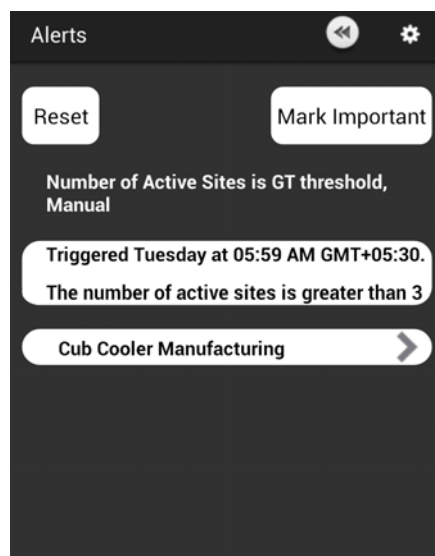 Alerts
Reset
Mark Important
Number of Active Sites is GT threshold,
Manual
Triggered Tuesday at 05:59 AM GMT+05:30.
The number of active sites is greater than 3
Cub Cooler Manufacturing